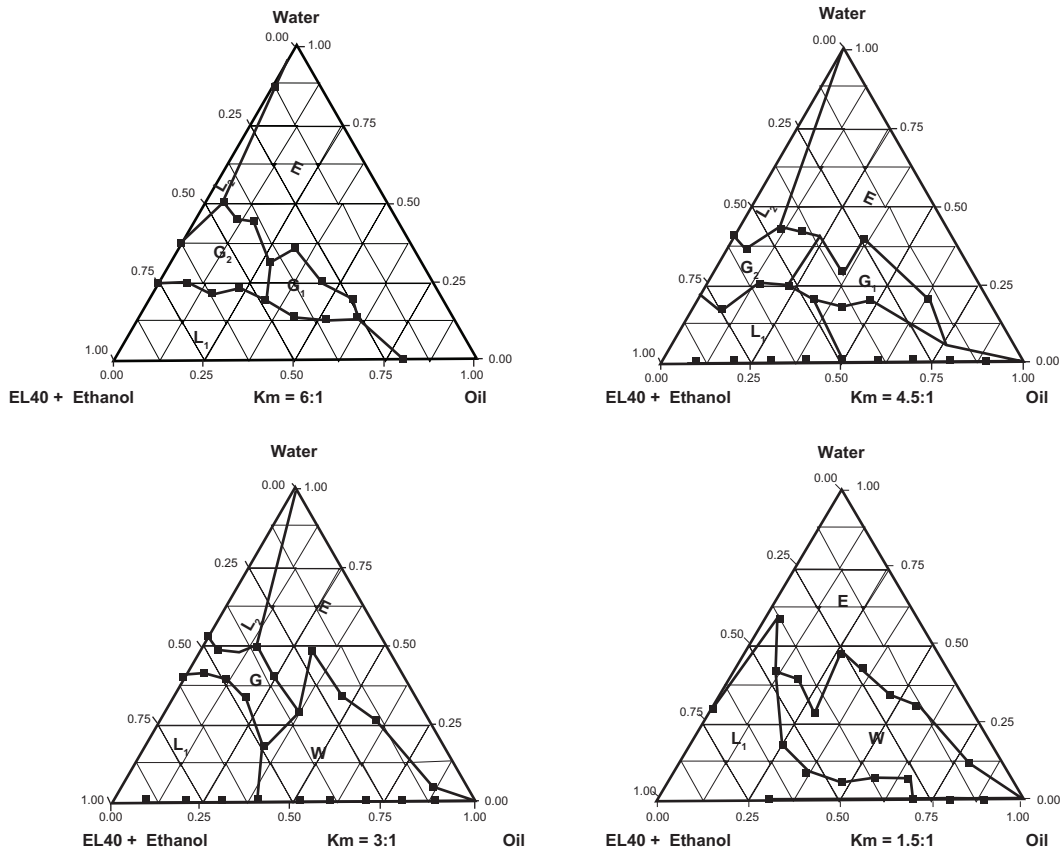 Water
0.00 1.00
0.25 0.75
L2 E
0.50 0.50
G2
0.75 G1 0.25
L1
1.00 0.00
0.00 0.25 0.50 0.75 1.00
EL40 + Ethanol Km = 6:1 Oil
Water
0.00 1.00
0.25 0.75
L2 E
0.50 0.50
G2 G1
0.75 0.25
L1
1.00 0.00
0.00 0.25 0.50 0.75 1.00
EL40 + Ethanol Km = 4.5:1 Oil
Water
0.00 1.00
0.25 0.75
L2 E
0.50 0.50
G
0.75 0.25
L1 W
1.00 0.00
0.00 0.25 0.50 0.75 1.00
EL40 + Ethanol Km = 3:1 Oil
Water
0.00 1.00
0.25 0.75
E
0.50 0.50
0.75 0.25
L1 W
1.00 0.00
0.00 0.25 0.50 0.75 1.00
EL40 + Ethanol Km = 1.5:1 Oil